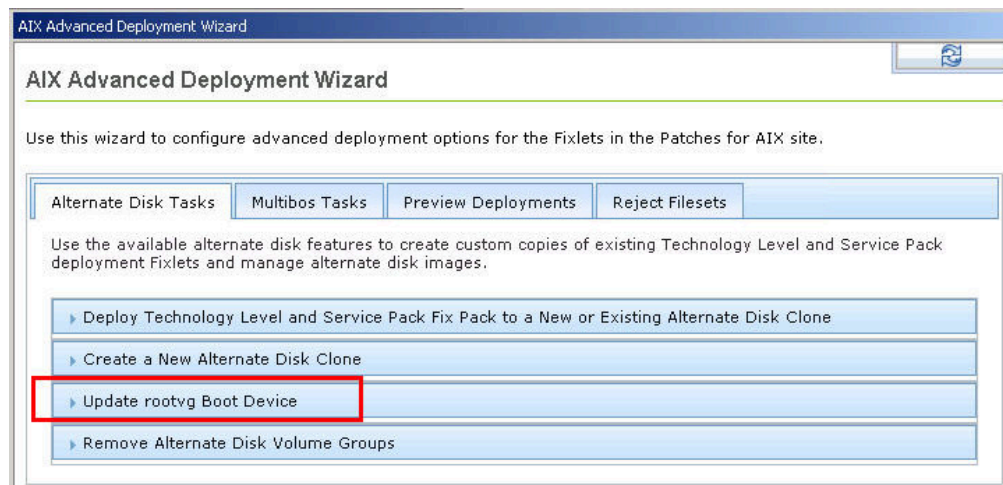 AIX Advanced Deployment Wizard
AIX Advanced Deployment Wizard
Use this wizard to configure advanced deployment options for the Fixlets in the Patches for AIX site.
Alternate Disk Tasks
Multibos Tasks
Preview Deployments
Reject Filesets
Use the available alternate disk features to create custom copies of existing Technology Level and Service Pack
deployment Fixlets and manage alternate disk images.
Deploy Technology Level and Service Pack Fix Pack to a New or Existing Alternate Disk Clone
Create a New Alternate Disk Clone
Update rootvg Boot Device
Remove Alternate Disk Volume Groups